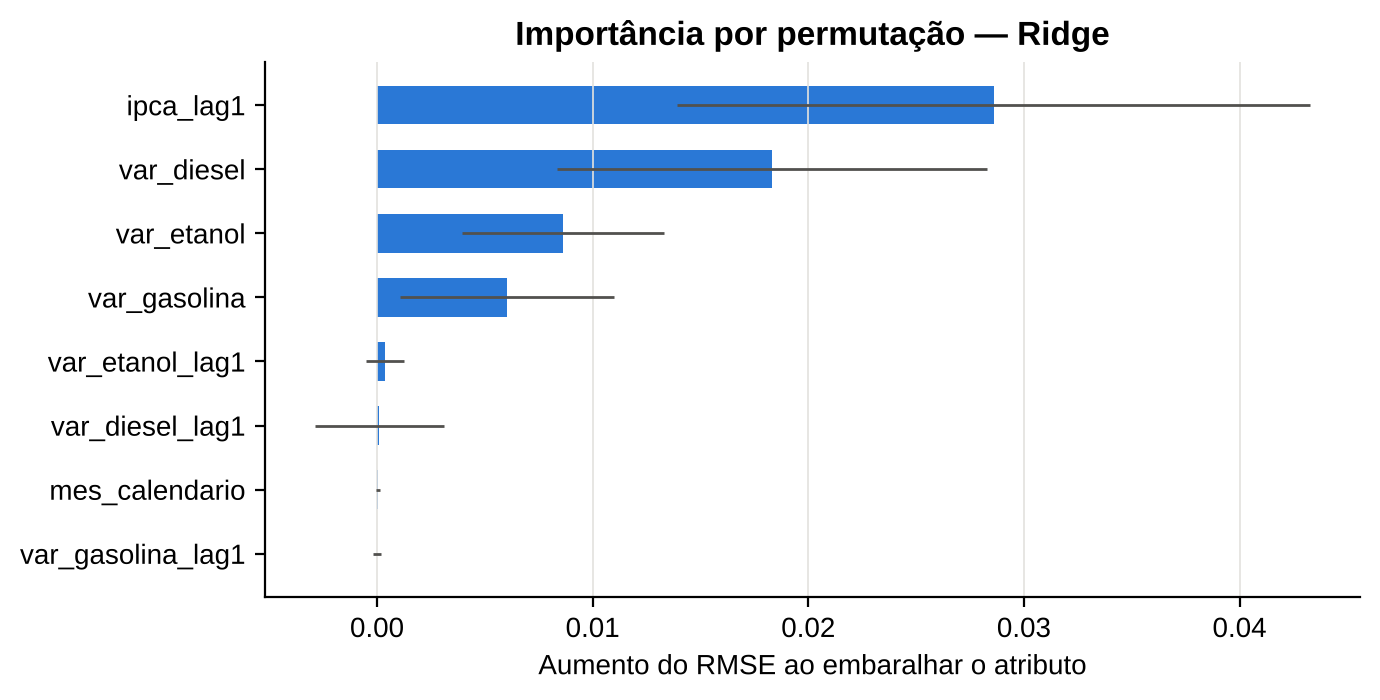 Importância por permutação — Ridge
ipca_lag1
var_diesel
var_etanol
var_gasolina
var_etanol_lag1
var_diesel_lag1
mes_calendario
var_gasolina_lag1
0.00 0.01 0.02 0.03 0.04
Aumento do RMSE ao embaralhar o atributo